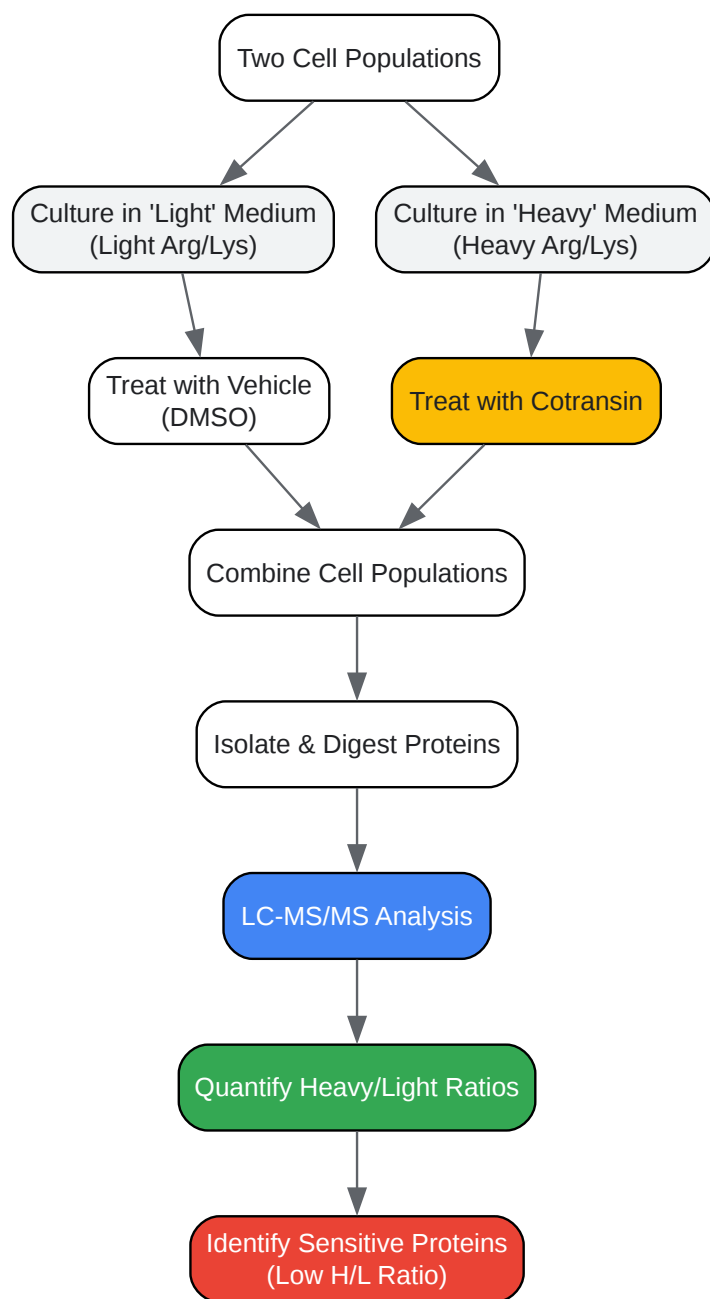 Two Cell Populations
Culture in 'Light' Medium
(Light Arg/Lys)
Culture in 'Heavy' Medium
(Heavy Arg/Lys)
Treat with Vehicle
(DMSO)
Treat with Cotransin
Combine Cell Populations
Isolate & Digest Proteins
LC-MS/MS Analysis
Quantify Heavy/Light Ratios
Identify Sensitive Proteins
(Low H/L Ratio)